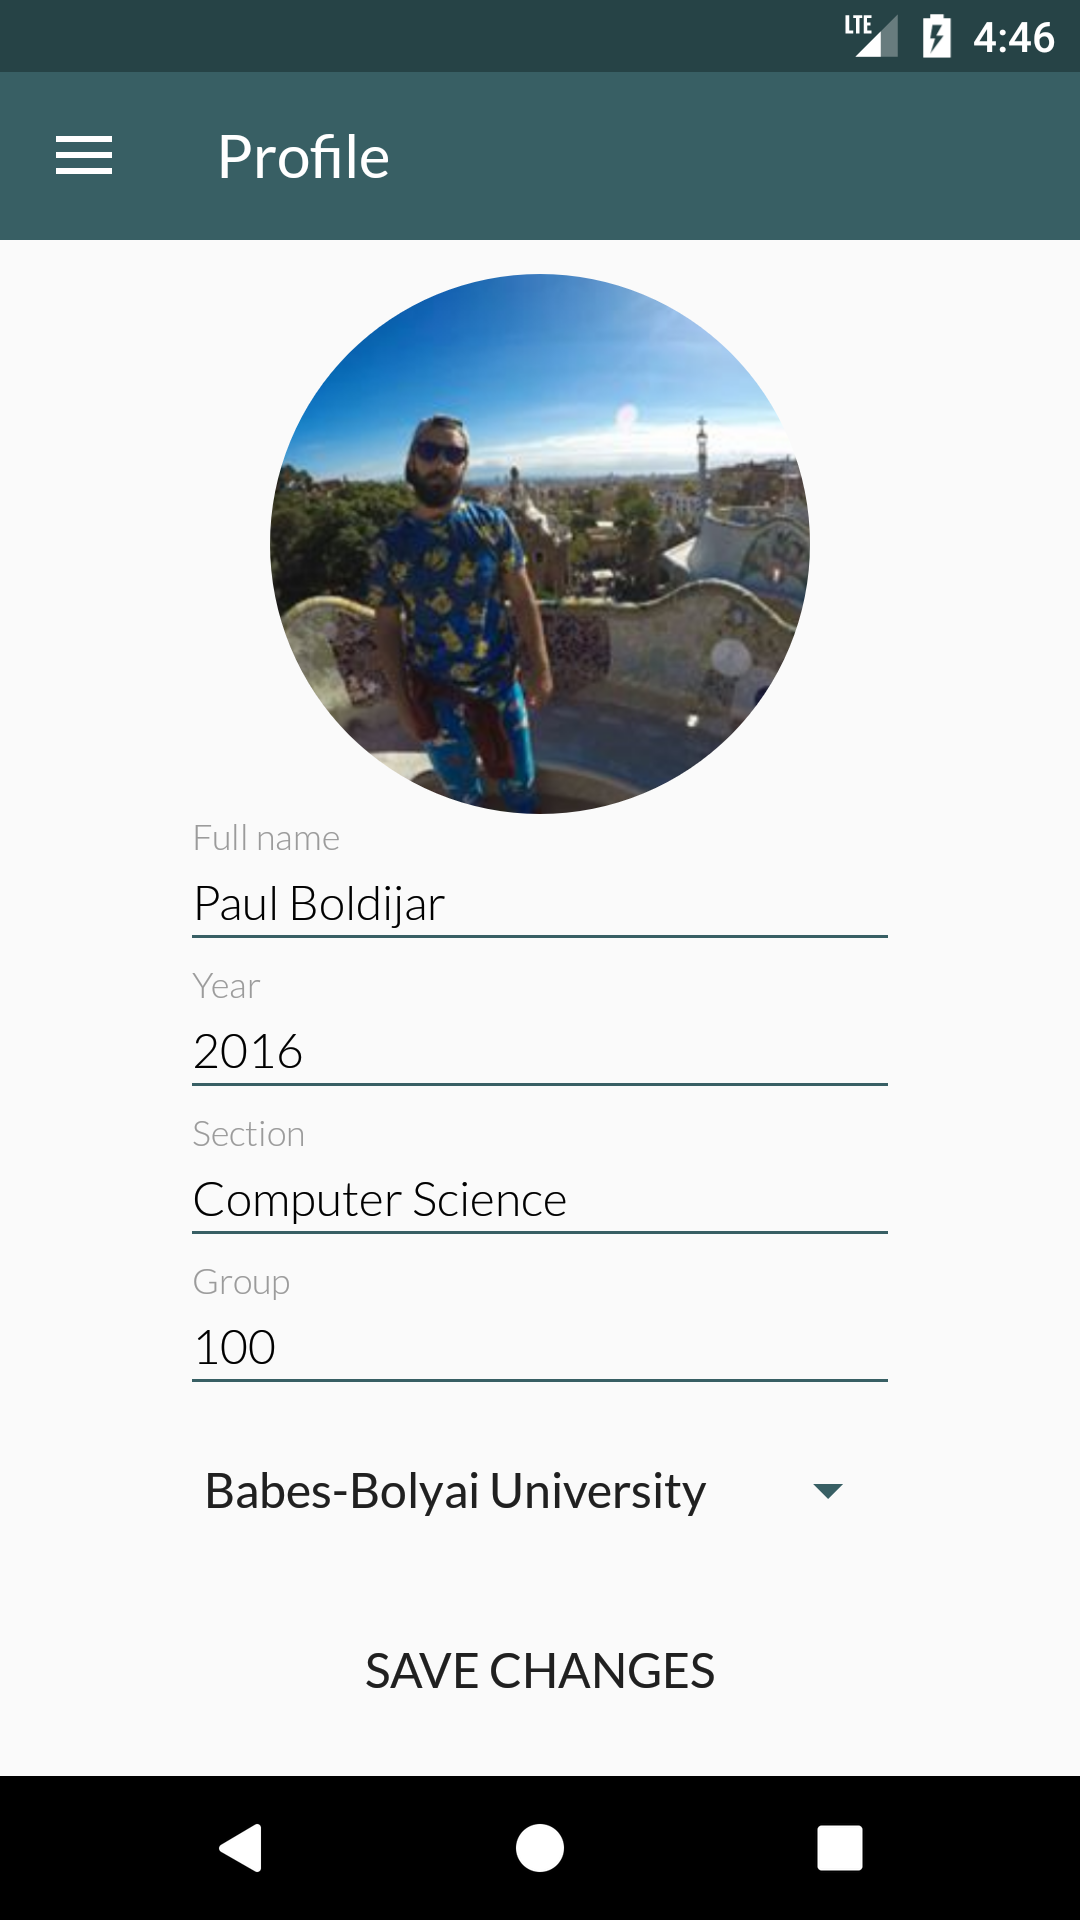 LTE 4:46
Profile
Full name
Paul Boldijar
Year
2016
Section
Computer Science
Group
100
Babes-Bolyai University
SAVE CHANGES